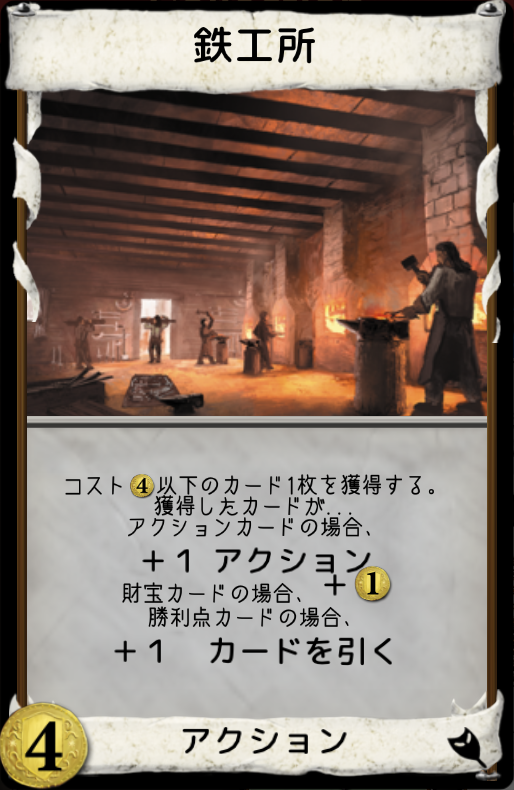 鉄工所
コスト4以下のカード1枚を獲得する。
獲得したカードが...
アクションカードの場合、
＋１ アクション
財宝カードの場合、＋1
勝利点カードの場合、
＋１　カードを引く
4
アクション